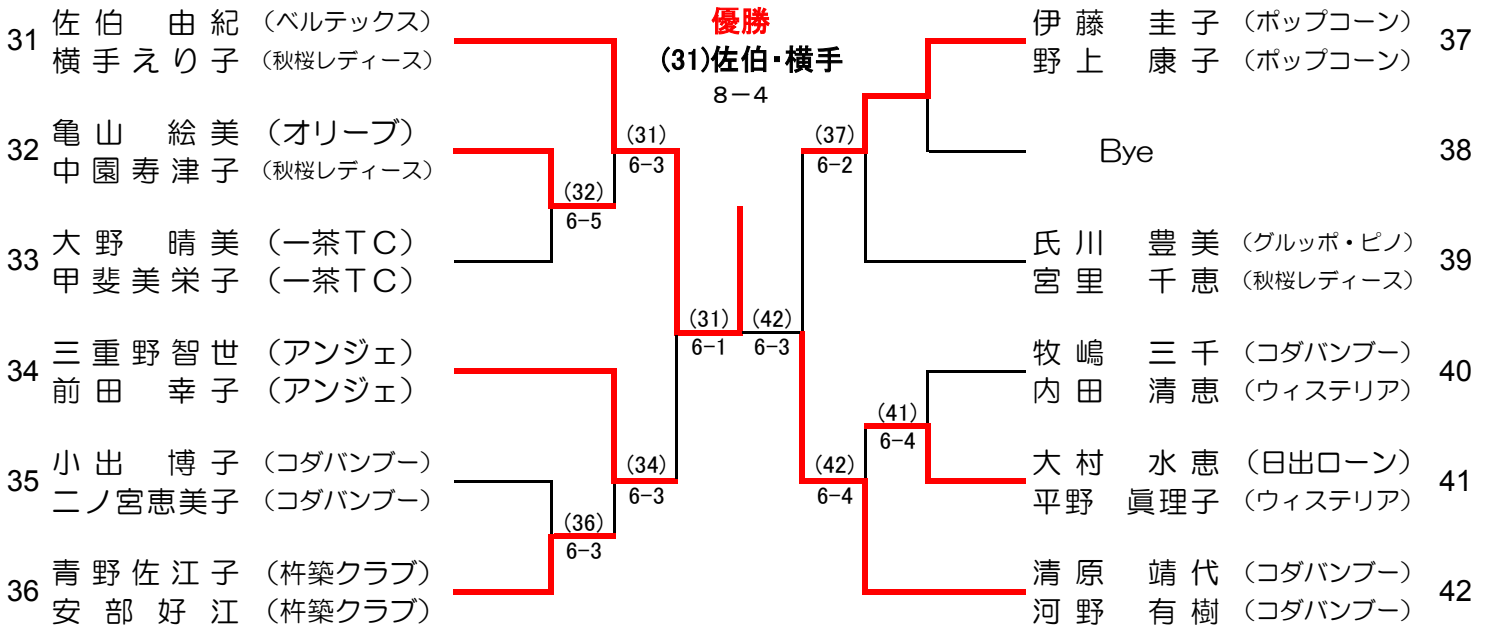 優勝
(31)佐伯・横手
8－4
31
佐伯　由紀（ベルテックス）
横手えり子（秋桜レディース）
32
亀山　絵美（オリーブ）
中園寿津子（秋桜レディース）
33
大野　晴美（一茶ＴＣ）
甲斐美栄子（一茶ＴＣ）
34
三重野智世（アンジェ）
前田　幸子（アンジェ）
35
小出　博子（コダバンブー）
二ノ宮恵美子（コダバンブー）
36
青野佐江子（杵築クラブ）
安部好江（杵築クラブ）
(31)
6-3
(32)
6-5
(34)
6-3
(36)
6-3
(31)
6-1
(42)
6-3
(37)
6-2
(41)
6-4
(42)
6-4
伊藤　圭子（ポップコーン）
野上　康子（ポップコーン）
37
Bye
38
氏川　豊美（グルッポ・ピノ）
宮里　千恵（秋桜レディース）
39
牧嶋　三千（コダバンブー）
内田　清恵（ウィステリア）
40
大村　水恵（日出ローン）
平野　眞理子（ウィステリア）
41
清原　靖代（コダバンブー）
河野　有樹（コダバンブー）
42